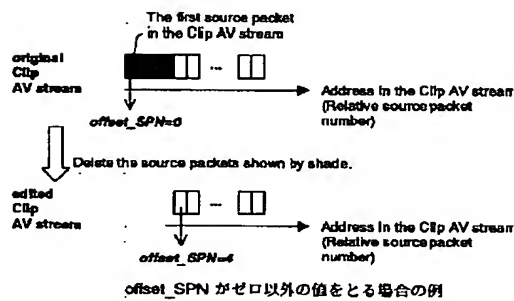 The first source packet
in the Clip AV stream
original
Clip
AV stream
...
Address in the Clip AV stream
(Relative source packet
number)
offset_SPN=0
Delete the source packets shown by shade.
edited
Clip
AV stream
...
Address in the Clip AV stream
(Relative source packet
number)
offset_SPN=4
offset_SPN がゼロ以外の値をとる場合の例